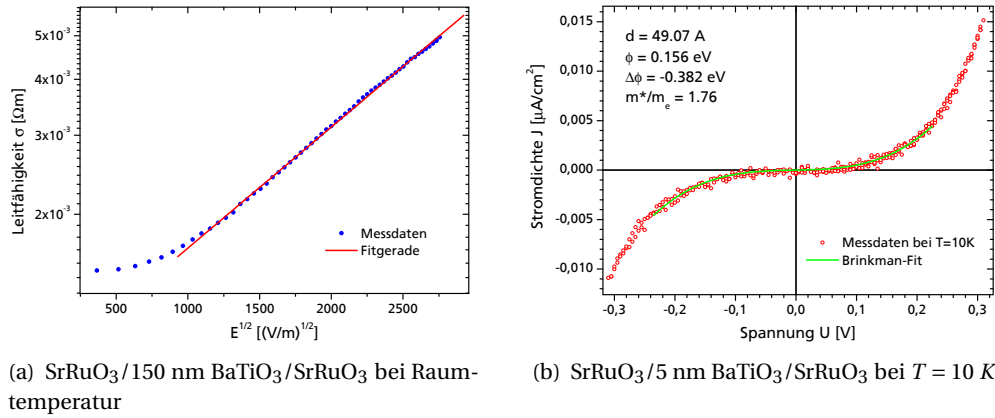 5x10⁻³
4x10⁻³
3x10⁻³
2x10⁻³
Leitfähigkeit σ [Ωm]
Messdaten
Fitgerade
500 1000 1500 2000 2500
E^1/2 [(V/m)^1/2]
0,015
0,010
0,005
0,000
-0,005
-0,010
Stromdichte J [µA/cm²]
d = 49.07 A
ϕ = 0.156 eV
Δϕ = -0.382 eV
m*/mₑ = 1.76
Messdaten bei T=10K
Brinkman-Fit
-0,3 -0,2 -0,1 0,0 0,1 0,2 0,3
Spannung U [V]
(a) SrRuO₃/150 nm BaTiO₃/SrRuO₃ bei Raum-
temperatur
(b) SrRuO₃/5 nm BaTiO₃/SrRuO₃ bei T = 10 K